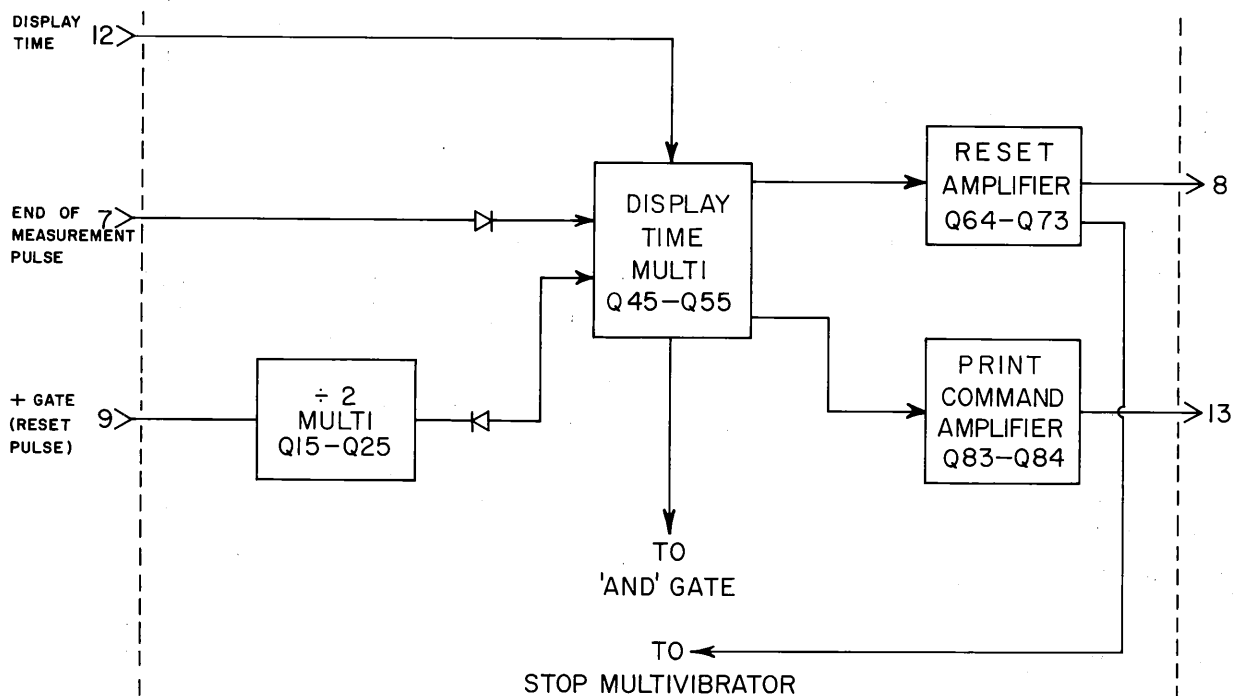 DISPLAY
TIME
12
END OF
MEASUREMENT
PULSE
7
+ GATE
(RESET
PULSE)
9
÷ 2
MULTI
Q15–Q25
DISPLAY
TIME
MULTI
Q45–Q55
RESET
AMPLIFIER
Q64–Q73
8
PRINT
COMMAND
AMPLIFIER
Q83–Q84
13
TO
'AND' GATE
TO
STOP MULTIVIBRATOR